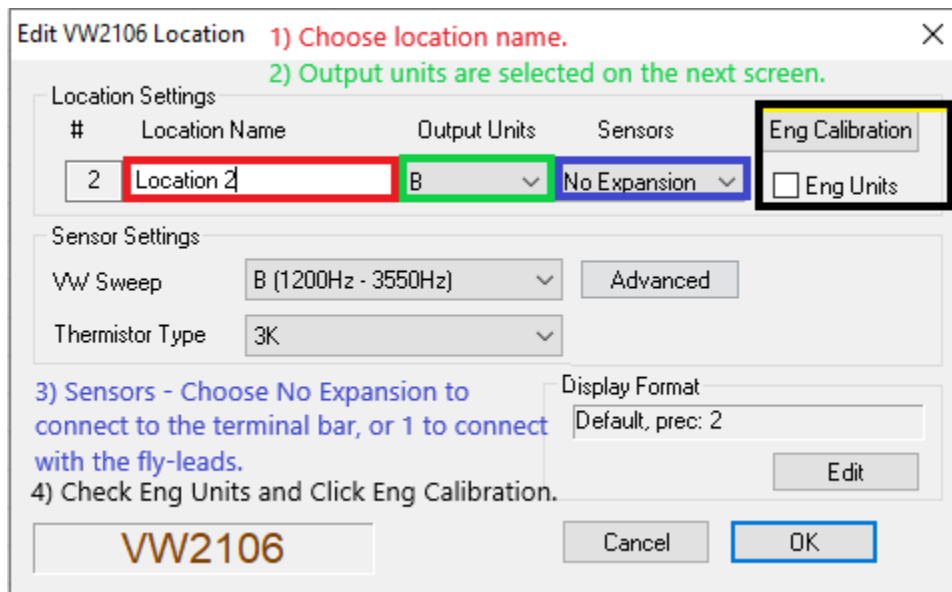 Edit VW2106 Location
1) Choose location name.
2) Output units are selected on the next screen.
Location Settings
# Location Name Output Units Sensors Eng Calibration
2 Location 2 B No Expansion Eng Units
Sensor Settings
VW Sweep B (1200Hz - 3550Hz) Advanced
Thermistor Type 3K
3) Sensors - Choose No Expansion to
connect to the terminal bar, or 1 to connect
with the fly-leads.
4) Check Eng Units and Click Eng Calibration.
Display Format
Default, prec: 2
Edit
VW2106
Cancel OK